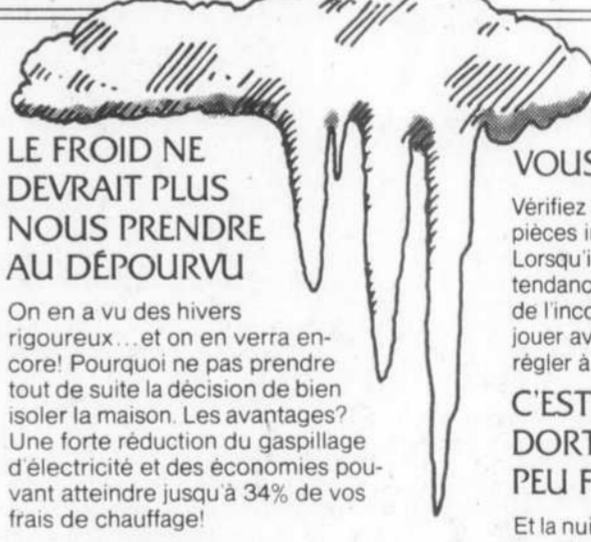 LE FROID NE
DEVRAIT PLUS
NOUS PRENDRE
AU DÉPOURVU
On en a vu des hivers
rigoureux...et on en verra en-
core! Pourquoi ne pas prendre
tout de suite la décision de bien
isoler la maison. Les avantages?
Une forte réduction du gaspillage
d'électricité et des économies pou-
vant atteindre jusqu'à 34% de vos
frais de chauffage!
VOUS
Vérifiez
pièces
Lorsqu'i
tendanc
de l'inco
jouer av
régler à
C'EST
DORT
PEU F
Et la nui